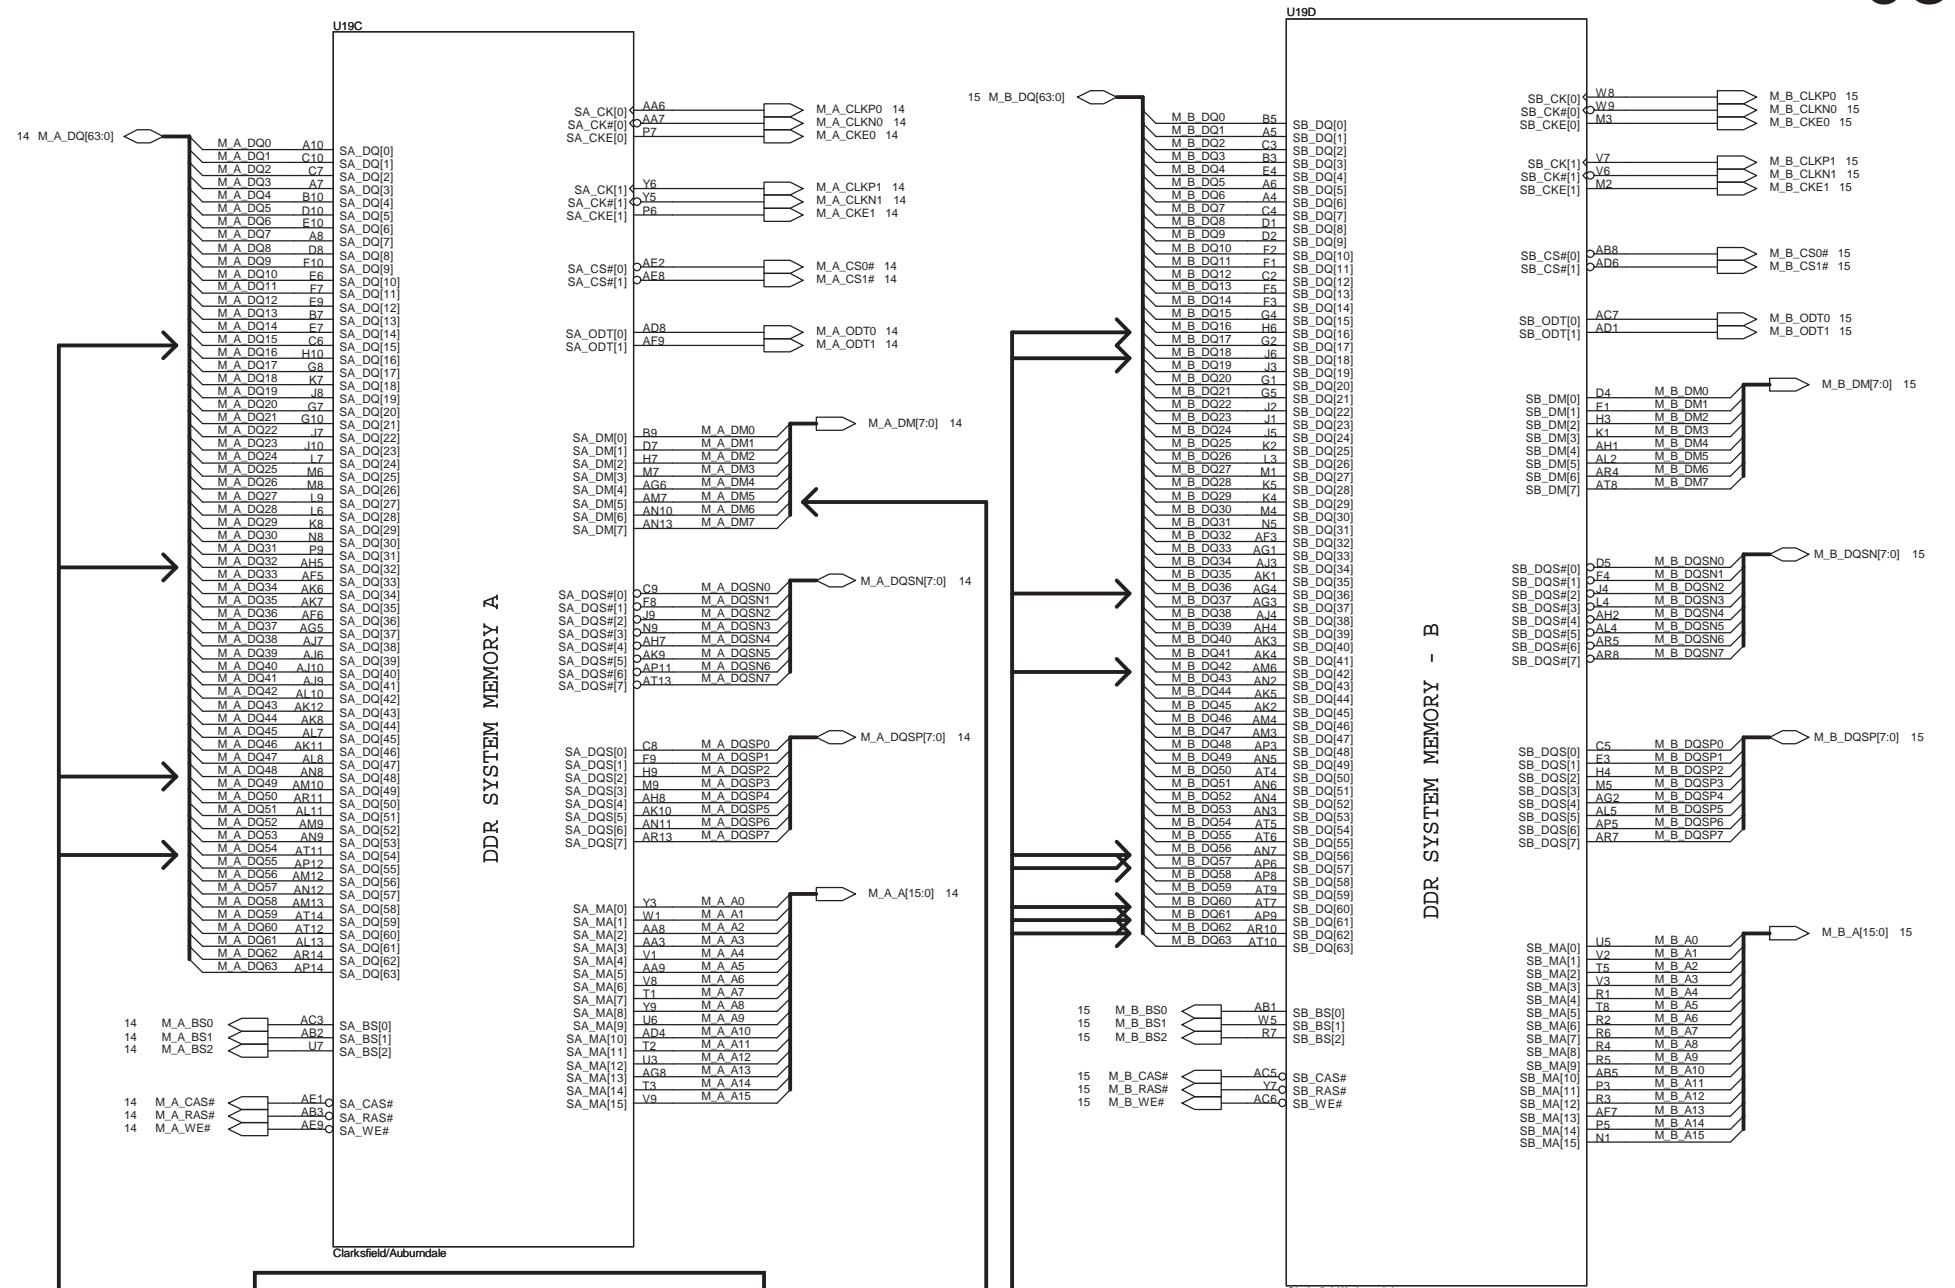 U19C
14 M_A_DQ[63:0]
M_A_DQ0 A10 SA_DQ[0]
M_A_DQ1 C10 SA_DQ[1]
M_A_DQ2 C7 SA_DQ[2]
M_A_DQ3 A7 SA_DQ[3]
M_A_DQ4 B10 SA_DQ[4]
M_A_DQ5 D10 SA_DQ[5]
M_A_DQ6 E10 SA_DQ[6]
M_A_DQ7 A8 SA_DQ[7]
M_A_DQ8 D8 SA_DQ[8]
M_A_DQ9 F10 SA_DQ[9]
M_A_DQ10 E6 SA_DQ[10]
M_A_DQ11 F7 SA_DQ[11]
M_A_DQ12 E9 SA_DQ[12]
M_A_DQ13 B7 SA_DQ[13]
M_A_DQ14 E7 SA_DQ[14]
M_A_DQ15 C6 SA_DQ[15]
M_A_DQ16 H10 SA_DQ[16]
M_A_DQ17 G8 SA_DQ[17]
M_A_DQ18 K7 SA_DQ[18]
M_A_DQ19 J8 SA_DQ[19]
M_A_DQ20 G7 SA_DQ[20]
M_A_DQ21 G10 SA_DQ[21]
M_A_DQ22 J7 SA_DQ[22]
M_A_DQ23 J10 SA_DQ[23]
M_A_DQ24 L7 SA_DQ[24]
M_A_DQ25 M6 SA_DQ[25]
M_A_DQ26 M8 SA_DQ[26]
M_A_DQ27 L9 SA_DQ[27]
M_A_DQ28 L6 SA_DQ[28]
M_A_DQ29 K8 SA_DQ[29]
M_A_DQ30 N8 SA_DQ[30]
M_A_DQ31 P9 SA_DQ[31]
M_A_DQ32 AH5 SA_DQ[32]
M_A_DQ33 AF5 SA_DQ[33]
M_A_DQ34 AK6 SA_DQ[34]
M_A_DQ35 AK7 SA_DQ[35]
M_A_DQ36 AF6 SA_DQ[36]
M_A_DQ37 AG5 SA_DQ[37]
M_A_DQ38 AJ7 SA_DQ[38]
M_A_DQ39 AJ6 SA_DQ[39]
M_A_DQ40 AJ10 SA_DQ[40]
M_A_DQ41 AJ9 SA_DQ[41]
M_A_DQ42 AL10 SA_DQ[42]
M_A_DQ43 AK12 SA_DQ[43]
M_A_DQ44 AK8 SA_DQ[44]
M_A_DQ45 AL7 SA_DQ[45]
M_A_DQ46 AK11 SA_DQ[46]
M_A_DQ47 AL8 SA_DQ[47]
M_A_DQ48 AN8 SA_DQ[48]
M_A_DQ49 AM10 SA_DQ[49]
M_A_DQ50 AR11 SA_DQ[50]
M_A_DQ51 AL11 SA_DQ[51]
M_A_DQ52 AM9 SA_DQ[52]
M_A_DQ53 AN9 SA_DQ[53]
M_A_DQ54 AT11 SA_DQ[54]
M_A_DQ55 AP12 SA_DQ[55]
M_A_DQ56 AM12 SA_DQ[56]
M_A_DQ57 AN12 SA_DQ[57]
M_A_DQ58 AM13 SA_DQ[58]
M_A_DQ59 AT14 SA_DQ[59]
M_A_DQ60 AT12 SA_DQ[60]
M_A_DQ61 AL13 SA_DQ[61]
M_A_DQ62 AR14 SA_DQ[62]
M_A_DQ63 AP14 SA_DQ[63]
14 M_A_BS0 AC3 SA_BS[0]
14 M_A_BS1 AB2 SA_BS[1]
14 M_A_BS2 U7 SA_BS[2]
14 M_A_CAS# AE1 SA_CAS#
14 M_A_RAS# AB3 SA_RAS#
14 M_A_WE# AE9 SA_WE#
DDR SYSTEM MEMORY A
SA_CK[0] AA6 M_A_CLKP0 14
SA_CK#[0] AA7 M_A_CLKN0 14
SA_CKE[0] P7 M_A_CKE0 14
SA_CK[1] Y6 M_A_CLKP1 14
SA_CK#[1] Y5 M_A_CLKN1 14
SA_CKE[1] P6 M_A_CKE1 14
SA_CS#[0] AE2 M_A_CS0# 14
SA_CS#[1] AE8 M_A_CS1# 14
SA_ODT[0] AD8 M_A_ODT0 14
SA_ODT[1] AF9 M_A_ODT1 14
M_A_DM[7:0] 14
SA_DM[0] B9 M_A_DM0
SA_DM[1] D7 M_A_DM1
SA_DM[2] H7 M_A_DM2
SA_DM[3] M7 M_A_DM3
SA_DM[4] AG6 M_A_DM4
SA_DM[5] AM7 M_A_DM5
SA_DM[6] AN10 M_A_DM6
SA_DM[7] AN13 M_A_DM7
M_A_DQSN[7:0] 14
SA_DQS#[0] C9 M_A_DQSN0
SA_DQS#[1] F8 M_A_DQSN1
SA_DQS#[2] J9 M_A_DQSN2
SA_DQS#[3] N9 M_A_DQSN3
SA_DQS#[4] AH7 M_A_DQSN4
SA_DQS#[5] AK9 M_A_DQSN5
SA_DQS#[6] AP11 M_A_DQSN6
SA_DQS#[7] AT13 M_A_DQSN7
M_A_DQSP[7:0] 14
SA_DQS[0] C8 M_A_DQSP0
SA_DQS[1] F9 M_A_DQSP1
SA_DQS[2] H9 M_A_DQSP2
SA_DQS[3] M9 M_A_DQSP3
SA_DQS[4] AH8 M_A_DQSP4
SA_DQS[5] AK10 M_A_DQSP5
SA_DQS[6] AN11 M_A_DQSP6
SA_DQS[7] AR13 M_A_DQSP7
M_A_A[15:0] 14
SA_MA[0] Y3 M_A_A0
SA_MA[1] W1 M_A_A1
SA_MA[2] AA8 M_A_A2
SA_MA[3] AA3 M_A_A3
SA_MA[4] V1 M_A_A4
SA_MA[5] AA9 M_A_A5
SA_MA[6] V8 M_A_A6
SA_MA[7] T1 M_A_A7
SA_MA[8] Y9 M_A_A8
SA_MA[9] U6 M_A_A9
SA_MA[10] AD4 M_A_A10
SA_MA[11] T2 M_A_A11
SA_MA[12] U3 M_A_A12
SA_MA[13] AG8 M_A_A13
SA_MA[14] T3 M_A_A14
SA_MA[15] V9 M_A_A15
Clarksfield/Auburndale
U19D
15 M_B_DQ[63:0]
M_B_DQ0 B5 SB_DQ[0]
M_B_DQ1 A5 SB_DQ[1]
M_B_DQ2 C3 SB_DQ[2]
M_B_DQ3 B3 SB_DQ[3]
M_B_DQ4 E4 SB_DQ[4]
M_B_DQ5 A6 SB_DQ[5]
M_B_DQ6 A4 SB_DQ[6]
M_B_DQ7 C4 SB_DQ[7]
M_B_DQ8 D1 SB_DQ[8]
M_B_DQ9 D2 SB_DQ[9]
M_B_DQ10 F2 SB_DQ[10]
M_B_DQ11 F1 SB_DQ[11]
M_B_DQ12 C2 SB_DQ[12]
M_B_DQ13 F5 SB_DQ[13]
M_B_DQ14 F3 SB_DQ[14]
M_B_DQ15 G4 SB_DQ[15]
M_B_DQ16 H6 SB_DQ[16]
M_B_DQ17 G2 SB_DQ[17]
M_B_DQ18 J6 SB_DQ[18]
M_B_DQ19 J3 SB_DQ[19]
M_B_DQ20 G1 SB_DQ[20]
M_B_DQ21 G5 SB_DQ[21]
M_B_DQ22 J2 SB_DQ[22]
M_B_DQ23 J1 SB_DQ[23]
M_B_DQ24 J5 SB_DQ[24]
M_B_DQ25 K2 SB_DQ[25]
M_B_DQ26 L3 SB_DQ[26]
M_B_DQ27 M1 SB_DQ[27]
M_B_DQ28 K5 SB_DQ[28]
M_B_DQ29 K4 SB_DQ[29]
M_B_DQ30 M4 SB_DQ[30]
M_B_DQ31 N5 SB_DQ[31]
M_B_DQ32 AF3 SB_DQ[32]
M_B_DQ33 AG1 SB_DQ[33]
M_B_DQ34 AJ3 SB_DQ[34]
M_B_DQ35 AK1 SB_DQ[35]
M_B_DQ36 AG4 SB_DQ[36]
M_B_DQ37 AG3 SB_DQ[37]
M_B_DQ38 AJ4 SB_DQ[38]
M_B_DQ39 AH4 SB_DQ[39]
M_B_DQ40 AK3 SB_DQ[40]
M_B_DQ41 AK4 SB_DQ[41]
M_B_DQ42 AM6 SB_DQ[42]
M_B_DQ43 AN2 SB_DQ[43]
M_B_DQ44 AK5 SB_DQ[44]
M_B_DQ45 AK2 SB_DQ[45]
M_B_DQ46 AM4 SB_DQ[46]
M_B_DQ47 AM3 SB_DQ[47]
M_B_DQ48 AP3 SB_DQ[48]
M_B_DQ49 AN5 SB_DQ[49]
M_B_DQ50 AT4 SB_DQ[50]
M_B_DQ51 AN6 SB_DQ[51]
M_B_DQ52 AN4 SB_DQ[52]
M_B_DQ53 AN3 SB_DQ[53]
M_B_DQ54 AT5 SB_DQ[54]
M_B_DQ55 AT6 SB_DQ[55]
M_B_DQ56 AN7 SB_DQ[56]
M_B_DQ57 AP6 SB_DQ[57]
M_B_DQ58 AP8 SB_DQ[58]
M_B_DQ59 AT9 SB_DQ[59]
M_B_DQ60 AT7 SB_DQ[60]
M_B_DQ61 AP9 SB_DQ[61]
M_B_DQ62 AR10 SB_DQ[62]
M_B_DQ63 AT10 SB_DQ[63]
15 M_B_BS0 AB1 SB_BS[0]
15 M_B_BS1 W5 SB_BS[1]
15 M_B_BS2 R7 SB_BS[2]
15 M_B_CAS# AC5 SB_CAS#
15 M_B_RAS# Y7 SB_RAS#
15 M_B_WE# AC6 SB_WE#
DDR SYSTEM MEMORY - B
SB_CK[0] W8 M_B_CLKP0 15
SB_CK#[0] W9 M_B_CLKN0 15
SB_CKE[0] M3 M_B_CKE0 15
SB_CK[1] V7 M_B_CLKP1 15
SB_CK#[1] V6 M_B_CLKN1 15
SB_CKE[1] M2 M_B_CKE1 15
SB_CS#[0] AB8 M_B_CS0# 15
SB_CS#[1] AD6 M_B_CS1# 15
SB_ODT[0] AC7 M_B_ODT0 15
SB_ODT[1] AD1 M_B_ODT1 15
M_B_DM[7:0] 15
SB_DM[0] D4 M_B_DM0
SB_DM[1] E1 M_B_DM1
SB_DM[2] H3 M_B_DM2
SB_DM[3] K1 M_B_DM3
SB_DM[4] AH1 M_B_DM4
SB_DM[5] AL2 M_B_DM5
SB_DM[6] AR4 M_B_DM6
SB_DM[7] AT8 M_B_DM7
M_B_DQSN[7:0] 15
SB_DQS#[0] D5 M_B_DQSN0
SB_DQS#[1] F4 M_B_DQSN1
SB_DQS#[2] J4 M_B_DQSN2
SB_DQS#[3] L4 M_B_DQSN3
SB_DQS#[4] AH2 M_B_DQSN4
SB_DQS#[5] AL4 M_B_DQSN5
SB_DQS#[6] AR5 M_B_DQSN6
SB_DQS#[7] AR8 M_B_DQSN7
M_B_DQSP[7:0] 15
SB_DQS[0] C5 M_B_DQSP0
SB_DQS[1] E3 M_B_DQSP1
SB_DQS[2] H4 M_B_DQSP2
SB_DQS[3] M5 M_B_DQSP3
SB_DQS[4] AG2 M_B_DQSP4
SB_DQS[5] AL5 M_B_DQSP5
SB_DQS[6] AP5 M_B_DQSP6
SB_DQS[7] AR7 M_B_DQSP7
M_B_A[15:0] 15
SB_MA[0] U5 M_B_A0
SB_MA[1] V2 M_B_A1
SB_MA[2] T5 M_B_A2
SB_MA[3] V3 M_B_A3
SB_MA[4] R1 M_B_A4
SB_MA[5] T8 M_B_A5
SB_MA[6] R2 M_B_A6
SB_MA[7] R6 M_B_A7
SB_MA[8] R4 M_B_A8
SB_MA[9] R5 M_B_A9
SB_MA[10] AB5 M_B_A10
SB_MA[11] P3 M_B_A11
SB_MA[12] R3 M_B_A12
SB_MA[13] AF7 M_B_A13
SB_MA[14] P5 M_B_A14
SB_MA[15] N1 M_B_A15